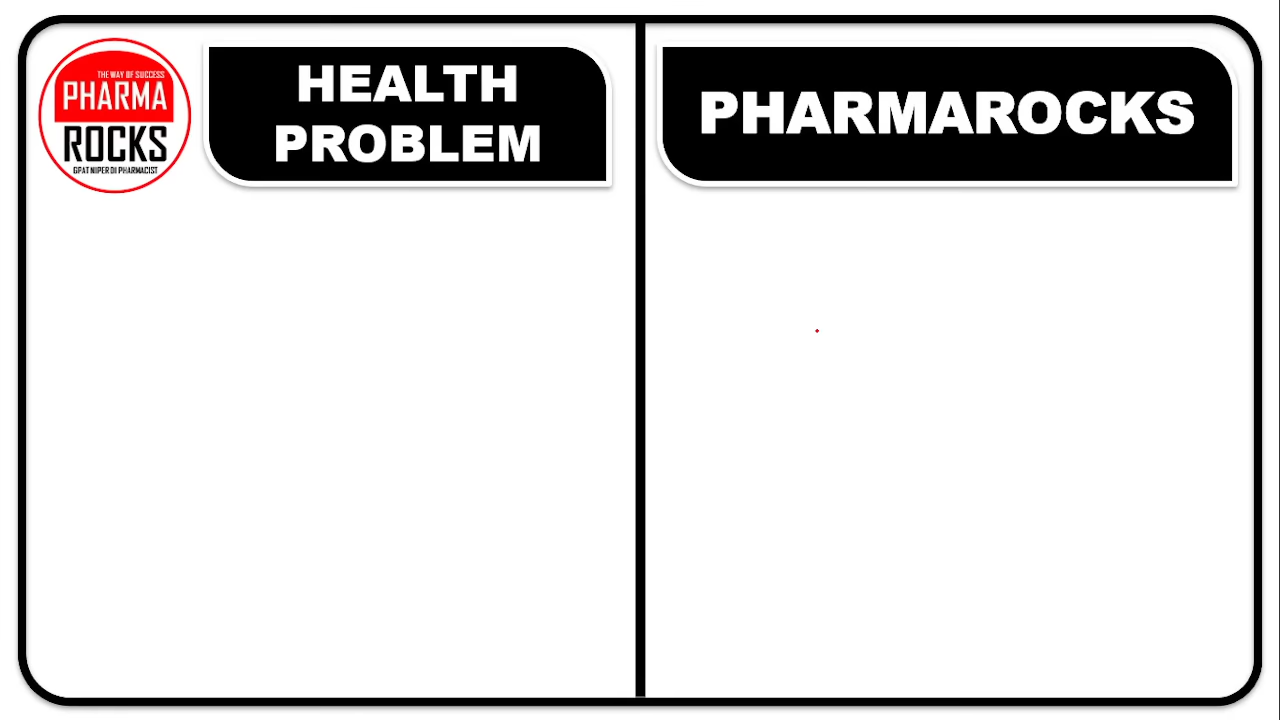 THE WAY OF SUCCESS
PHARMA
ROCKS
GPAT NIPER DI PHARMACIST
HEALTH
PROBLEM
PHARMAROCKS